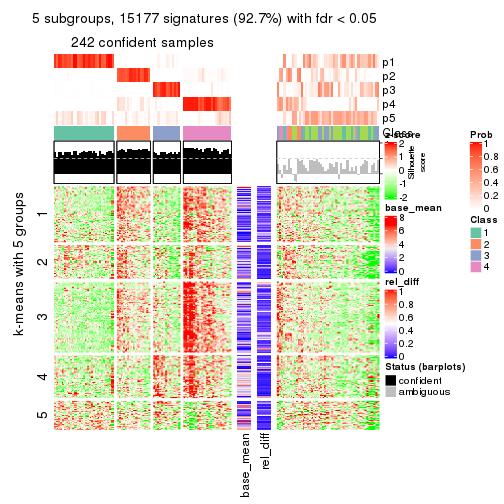 5 subgroups, 15177 signatures (92.7%) with fdr < 0.05
242 confident samples
p1
p2
p3
p4
p5
Class
z-score
2
1
0
-1
-2
Silhouette
score
Prob
1
0.8
0.6
0.4
0.2
0
Class
1
2
3
4
base_mean
8
6
4
2
0
rel_diff
1
0.8
0.6
0.4
0.2
0
Status (barplots)
confident
ambiguous
k-means with 5 groups
1
2
3
4
5
base_mean
rel_diff